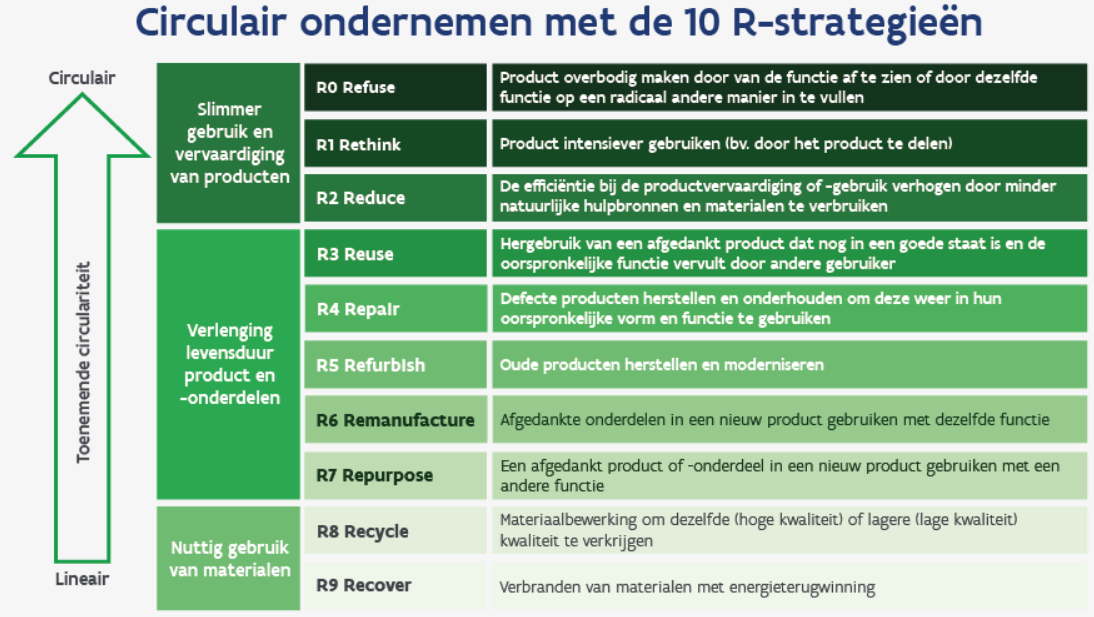 Circulair ondernemen met de 10 R-strategieën
Circulair
Toenemende circulariteit
Lineair
Slimmer
gebruik en
vervaardiging
van producten
R0 Refuse
Product overbodig maken door van de functie af te zien of door dezelfde
functie op een radicaal andere manier in te vullen
R1 Rethink
Product intensiever gebruiken (bv. door het product te delen)
R2 Reduce
De efficiëntie bij de productvervaardiging of -gebruik verhogen door minder
natuurlijke hulpbronnen en materialen te verbruiken
Verlenging
levensduur
product en
-onderdelen
R3 Reuse
Hergebruik van een afgedankt product dat nog in een goede staat is en de
oorspronkelijke functie vervult door andere gebruiker
R4 Repair
Defecte producten herstellen en onderhouden om deze weer in hun
oorspronkelijke vorm en functie te gebruiken
R5 Refurbish
Oude producten herstellen en moderniseren
R6 Remanufacture
Afgedankte onderdelen in een nieuw product gebruiken met dezelfde functie
R7 Repurpose
Een afgedankt product of -onderdeel in een nieuw product gebruiken met een
andere functie
Nuttig gebruik
van materialen
R8 Recycle
Materiaalbewerking om dezelfde (hoge kwaliteit) of lagere (lage kwaliteit)
kwaliteit te verkrijgen
R9 Recover
Verbranden van materialen met energieterugwinning